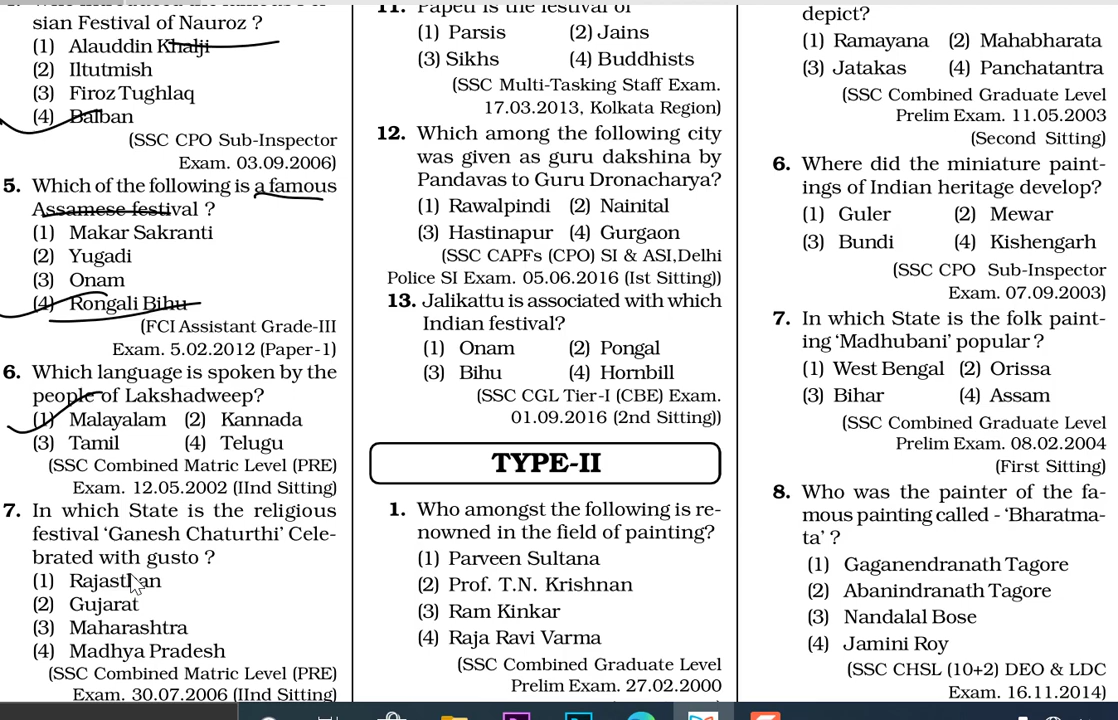 sian Festival of Nauroz ?
(1) Alauddin Khalji
(2) Iltutmish
(3) Firoz Tughlaq
(4) Balban
(SSC CPO Sub-Inspector
Exam. 03.09.2006)
5. Which of the following is a famous
Assamese festival ?
(1) Makar Sakranti
(2) Yugadi
(3) Onam
(4) Rongali Bihu
(FCI Assistant Grade-III
Exam. 5.02.2012 (Paper-1)
6. Which language is spoken by the
people of Lakshadweep?
(1) Malayalam (2) Kannada
(3) Tamil (4) Telugu
(SSC Combined Matric Level (PRE)
Exam. 12.05.2002 (IInd Sitting)
7. In which State is the religious
festival ‘Ganesh Chaturthi’ Cele-
brated with gusto ?
(1) Rajasthan
(2) Gujarat
(3) Maharashtra
(4) Madhya Pradesh
(SSC Combined Matric Level (PRE)
Exam. 30.07.2006 (IInd Sitting)
11. Papeti is the festival of
(1) Parsis (2) Jains
(3) Sikhs (4) Buddhists
(SSC Multi-Tasking Staff Exam.
17.03.2013, Kolkata Region)
12. Which among the following city
was given as guru dakshina by
Pandavas to Guru Dronacharya?
(1) Rawalpindi (2) Nainital
(3) Hastinapur (4) Gurgaon
(SSC CAPFs (CPO) SI & ASI,Delhi
Police SI Exam. 05.06.2016 (Ist Sitting))
13. Jalikattu is associated with which
Indian festival?
(1) Onam (2) Pongal
(3) Bihu (4) Hornbill
(SSC CGL Tier-I (CBE) Exam.
01.09.2016 (2nd Sitting))
TYPE-II
1. Who amongst the following is re-
nowned in the field of painting?
(1) Parveen Sultana
(2) Prof. T.N. Krishnan
(3) Ram Kinkar
(4) Raja Ravi Varma
(SSC Combined Graduate Level
Prelim Exam. 27.02.2000
depict?
(1) Ramayana (2) Mahabharata
(3) Jatakas (4) Panchatantra
(SSC Combined Graduate Level
Prelim Exam. 11.05.2003
(Second Sitting)
6. Where did the miniature paint-
ings of Indian heritage develop?
(1) Guler (2) Mewar
(3) Bundi (4) Kishengarh
(SSC CPO Sub-Inspector
Exam. 07.09.2003)
7. In which State is the folk paint-
ing ‘Madhubani’ popular ?
(1) West Bengal (2) Orissa
(3) Bihar (4) Assam
(SSC Combined Graduate Level
Prelim Exam. 08.02.2004
(First Sitting)
8. Who was the painter of the fa-
mous painting called - ‘Bharatma-
ta’ ?
(1) Gaganendranath Tagore
(2) Abanindranath Tagore
(3) Nandalal Bose
(4) Jamini Roy
(SSC CHSL (10+2) DEO & LDC
Exam. 16.11.2014)